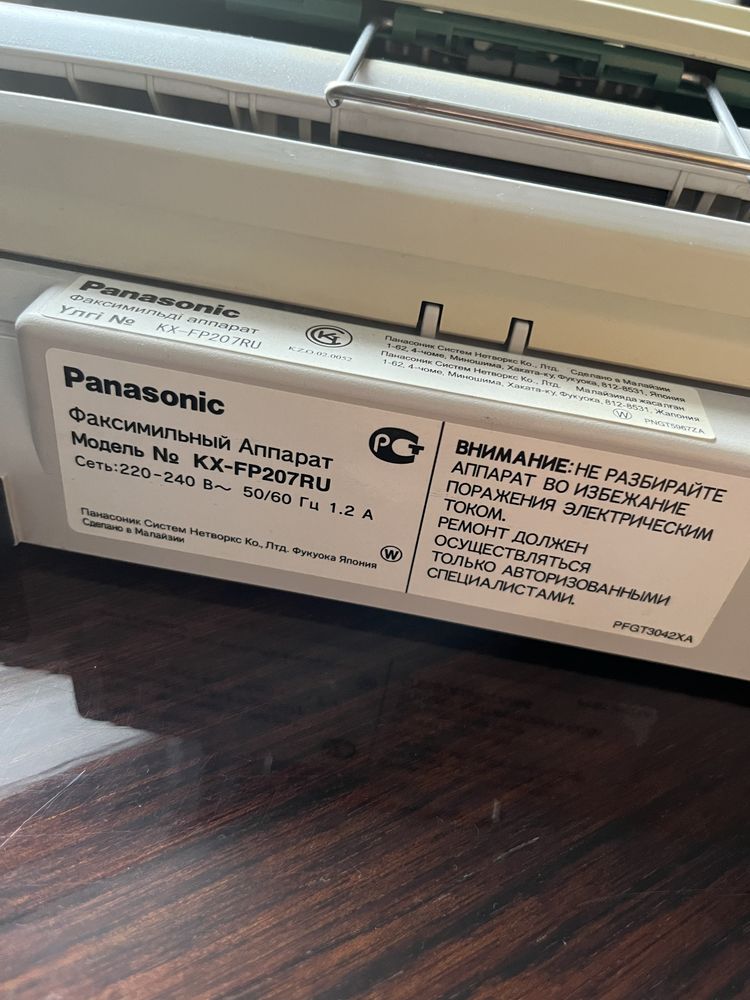 Panasonic
Факсимильді аппарат
Үлгі № KX-FP207RU
KZ.O.02.0052
Панасоник Систем Нетворкс Ко., Лтд. Сделано в Малайзии
1-62, 4-чоме, Миношима, Хаката-ку, Фукуока, 812-8531, Япония
Панасоник Систем Нетворкс Ко., Лтд. Малайзияда жасалған
1-62, 4-чоме, Миношима, Хаката-ку, Фукуока, 812-8531, Жапония
W PNGT5967ZA
Panasonic
Факсимильный Аппарат
Модель № KX-FP207RU
Сеть:220-240 В~ 50/60 Гц 1.2 А
Панасоник Систем Нетворкс Ко., Лтд. Фукуока Япония
Сделано в Малайзии
W
РСТ
ВНИМАНИЕ:НЕ РАЗБИРАЙТЕ
АППАРАТ ВО ИЗБЕЖАНИЕ
ПОРАЖЕНИЯ ЭЛЕКТРИЧЕСКИМ
ТОКОМ.
РЕМОНТ ДОЛЖЕН
ОСУЩЕСТВЛЯТЬСЯ
ТОЛЬКО АВТОРИЗОВАННЫМИ
СПЕЦИАЛИСТАМИ.
PFGT3042XA